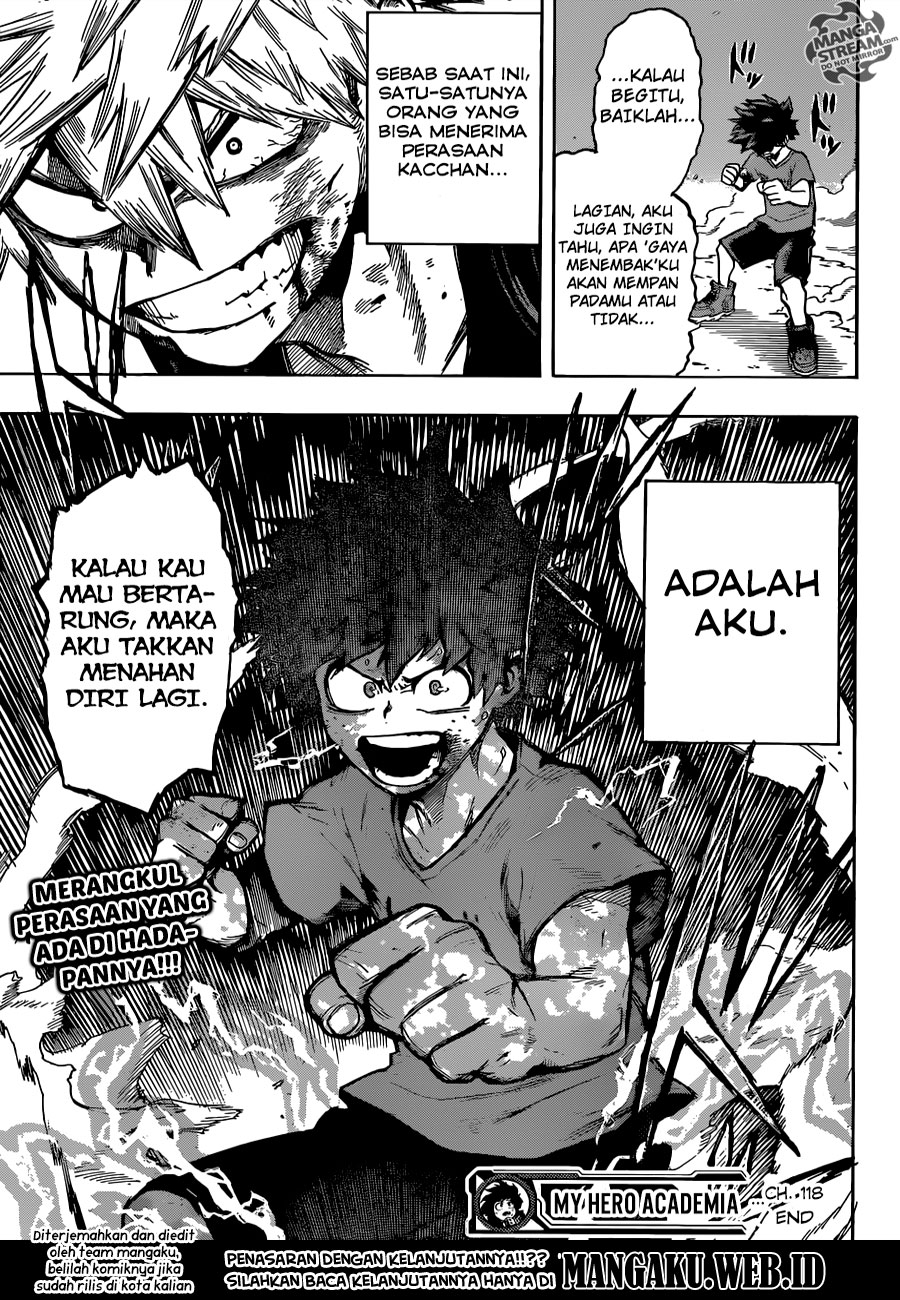 MANGA
STREAM.com
DO NOT MIRROR
...KALAU
BEGITU,
BAIKLAH...
LAGIAN, AKU
JUGA INGIN
TAHU, APA 'GAYA
MENEMBAK'KU
AKAN MEMPAN
PADAMU ATAU
TIDAK...
SEBAB SAAT INI,
SATU-SATUNYA
ORANG YANG
BISA MENERIMA
PERASAAN
KACCHAN...
ADALAH
AKU.
KALAU KAU
MAU BERTA-
RUNG, MAKA
AKU TAKKAN
MENAHAN
DIRI LAGI.
MERANGKUL
PERASAAN YANG
ADA DI HADA-
PANNYA!!!
MY HERO ACADEMIA
CH. 118
/ END
Diterjemahkan dan diedit
oleh team mangaku,
belilah komiknya jika
sudah rilis di kota kalian
PENASARAN DENGAN KELANJUTANNYA!!??
SILAHKAN BACA KELANJUTANNYA HANYA DI
MANGAKU.WEB.ID